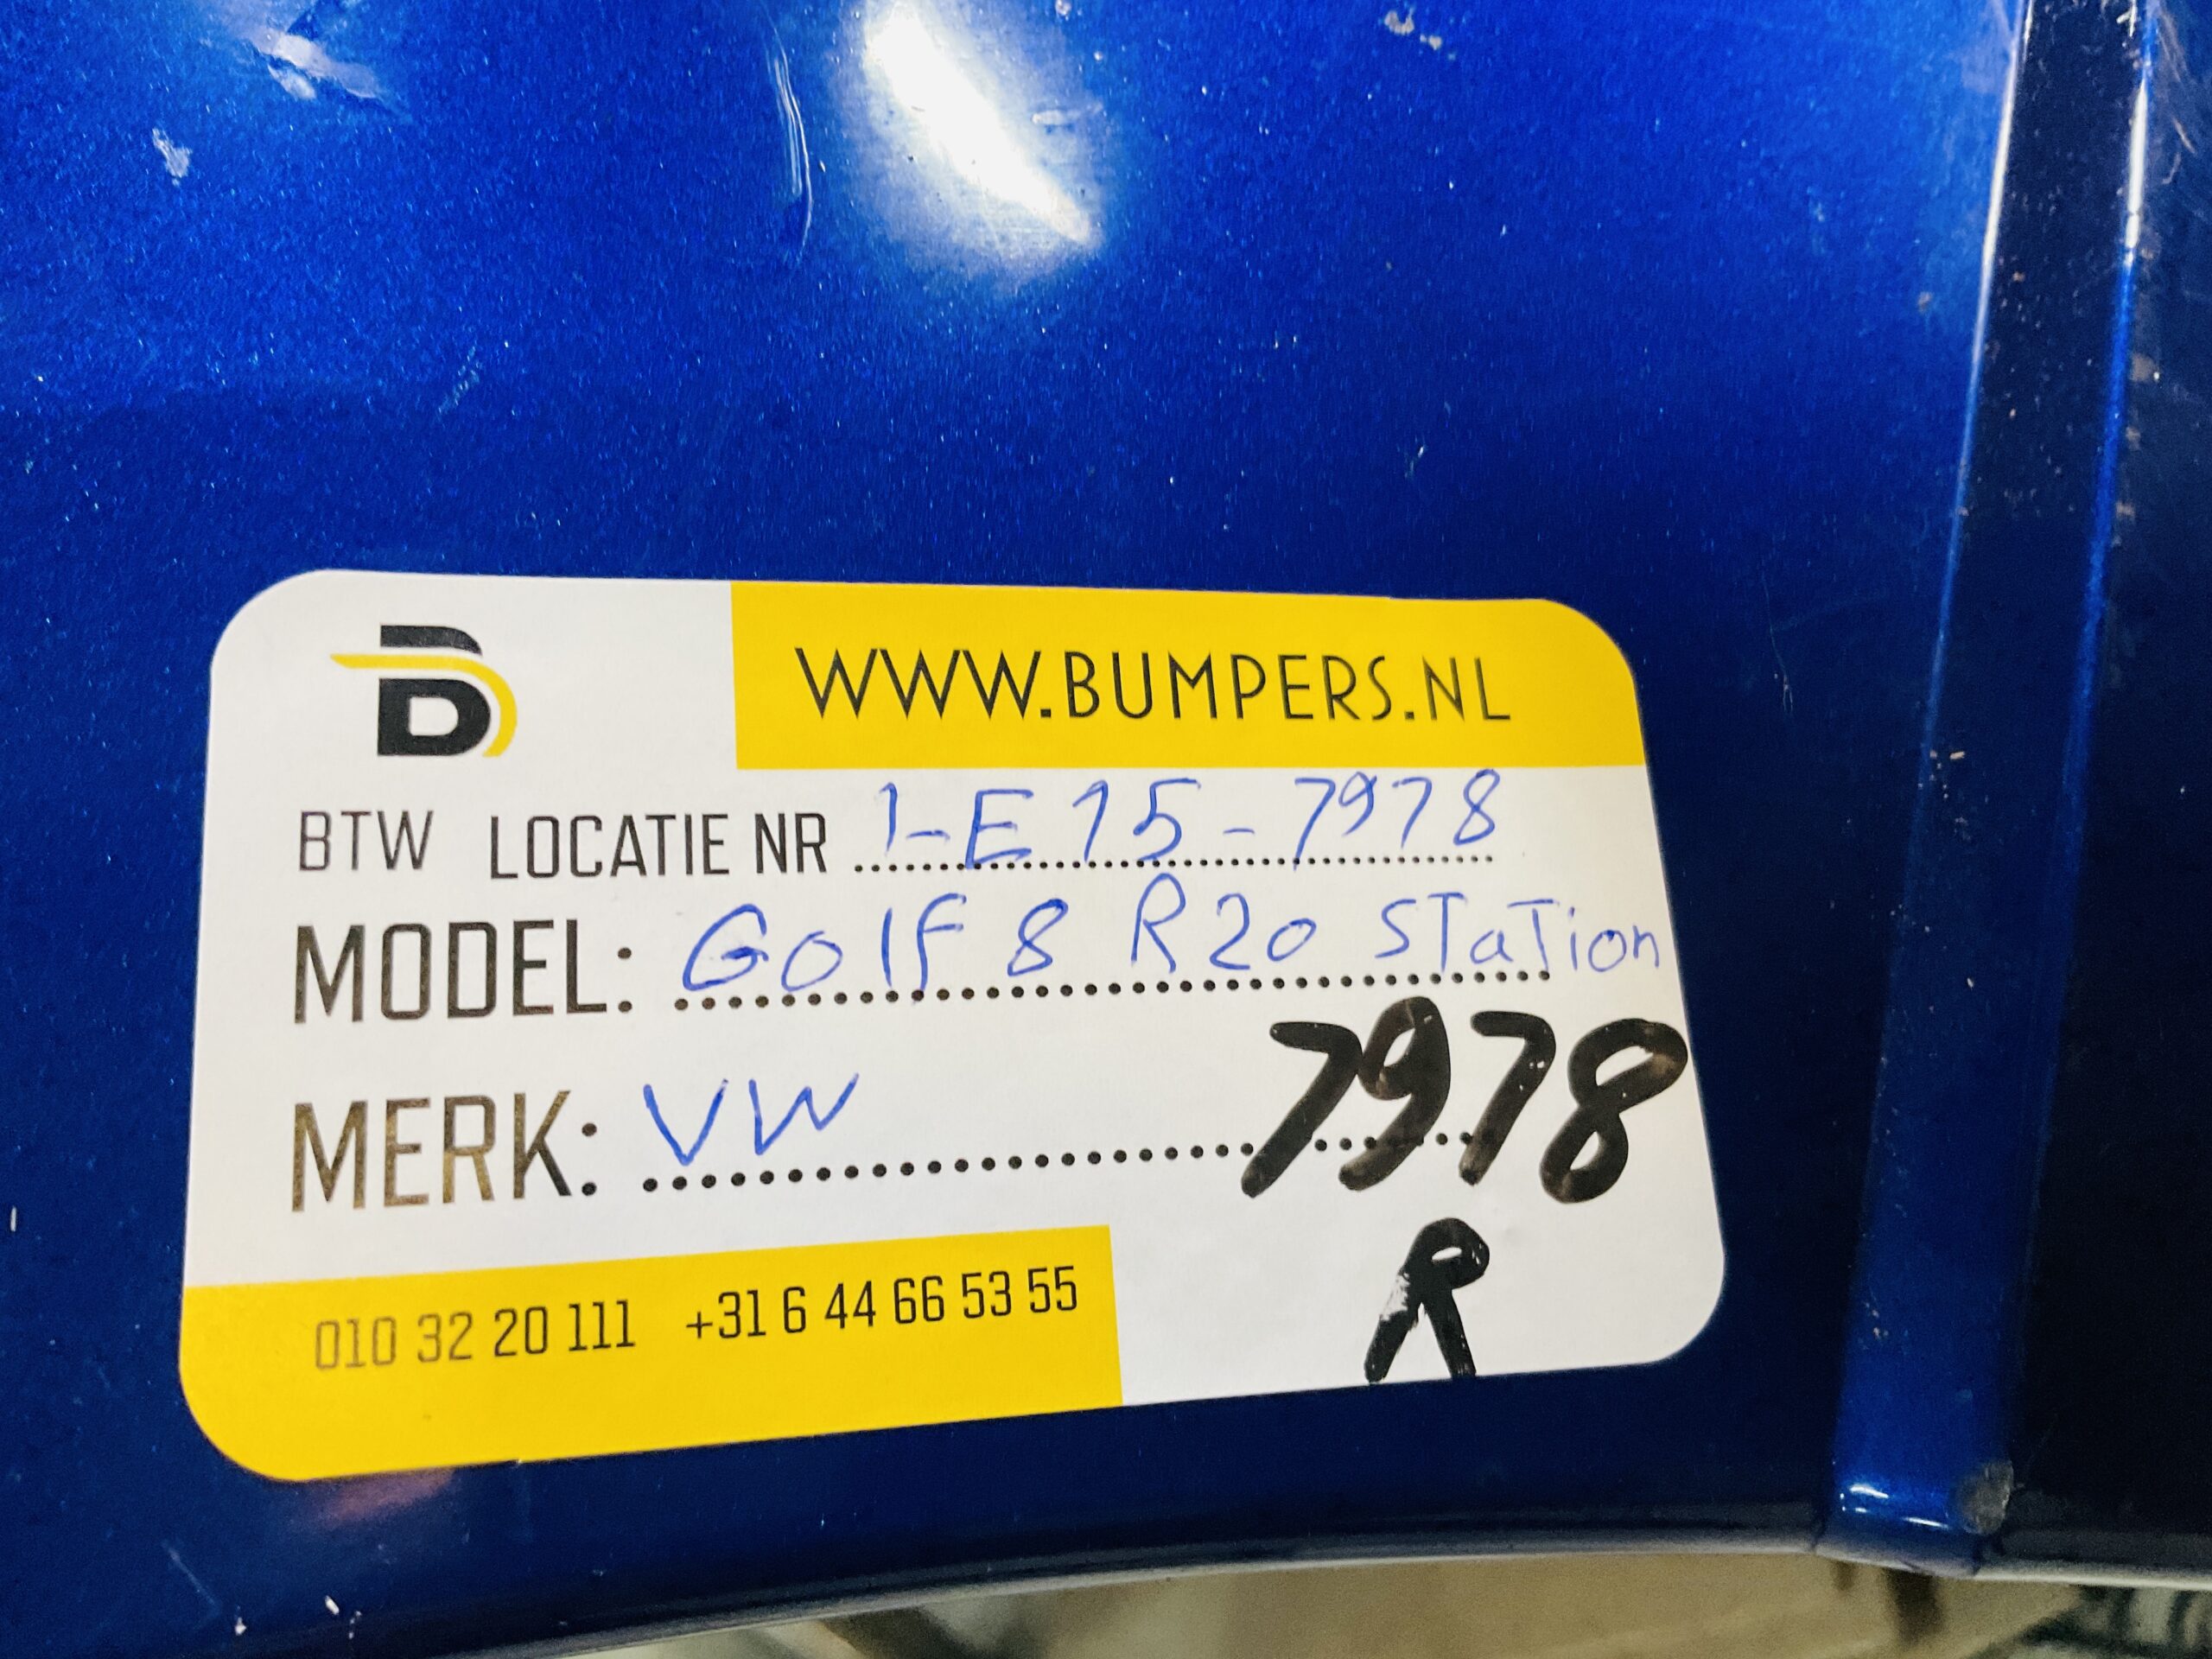 B
WWW.BUMPERS.NL
BTW LOCATIE NR 1-E15-7978
MODEL: Golf 8 R20 STaTion
MERK: VW
7978
R
010 32 20 111 +31 6 44 66 53 55